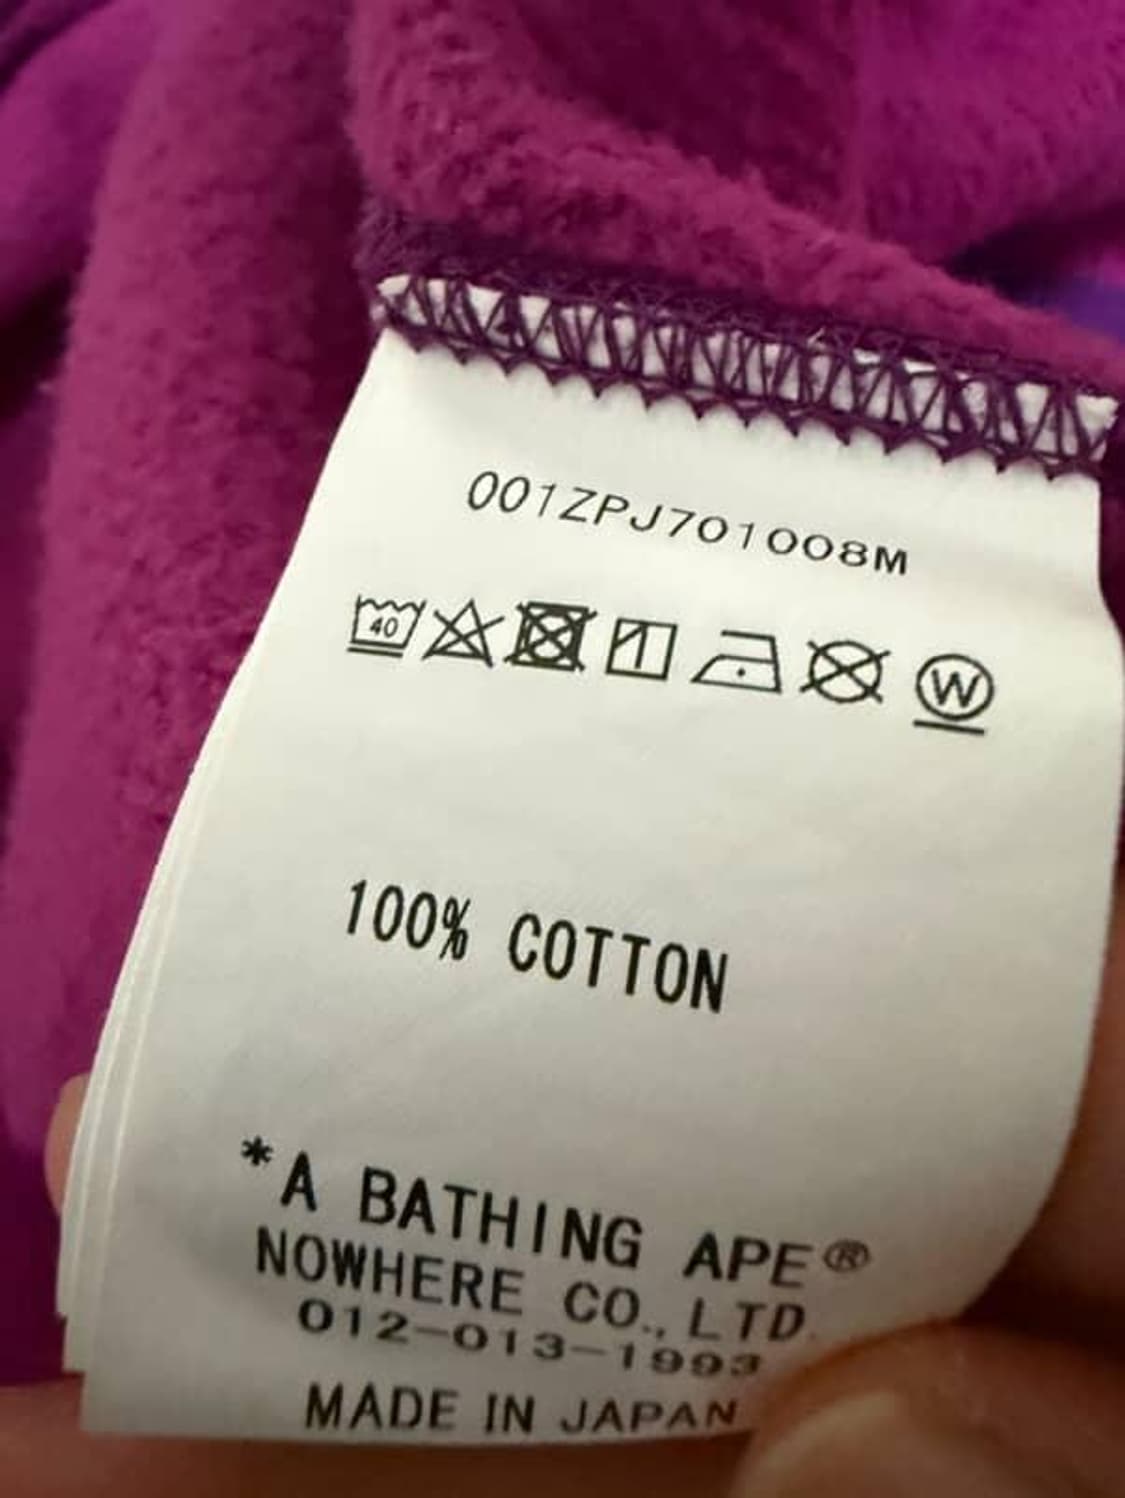 001ZPJ701008M
40 W
100% COTTON
*A BATHING APE®
NOWHERE CO., LTD.
012-013-1993
MADE IN JAPAN